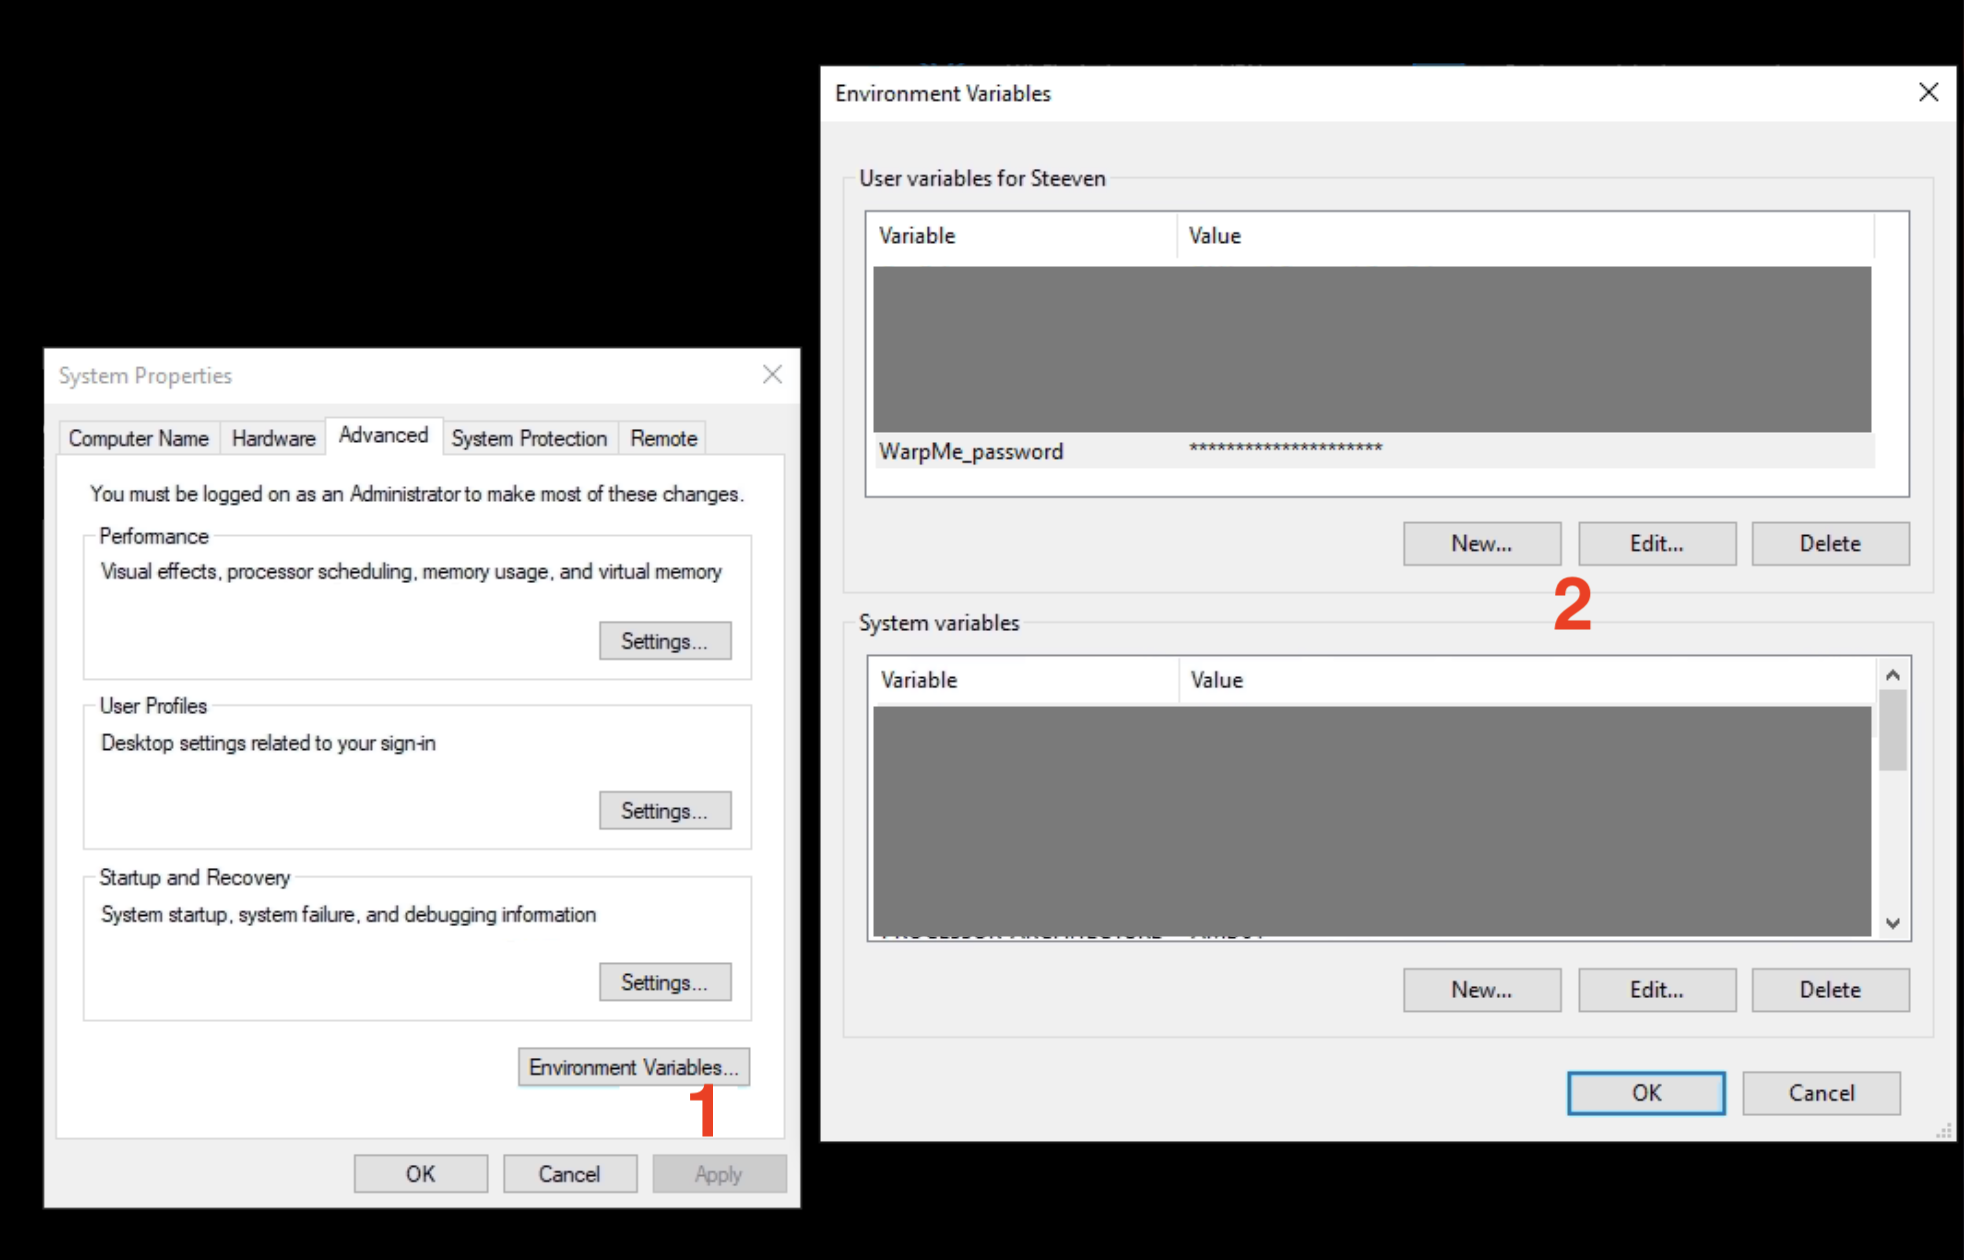 System Properties
Computer Name Hardware Advanced System Protection Remote
You must be logged on as an Administrator to make most of these changes.
Performance
Visual effects, processor scheduling, memory usage, and virtual memory
Settings...
User Profiles
Desktop settings related to your sign-in
Settings...
Startup and Recovery
System startup, system failure, and debugging information
Settings...
Environment Variables...
1
OK Cancel Apply
Environment Variables
User variables for Steeven
Variable Value
WarpMe_password *********************
New... Edit... Delete
2
System variables
Variable Value
New... Edit... Delete
OK Cancel